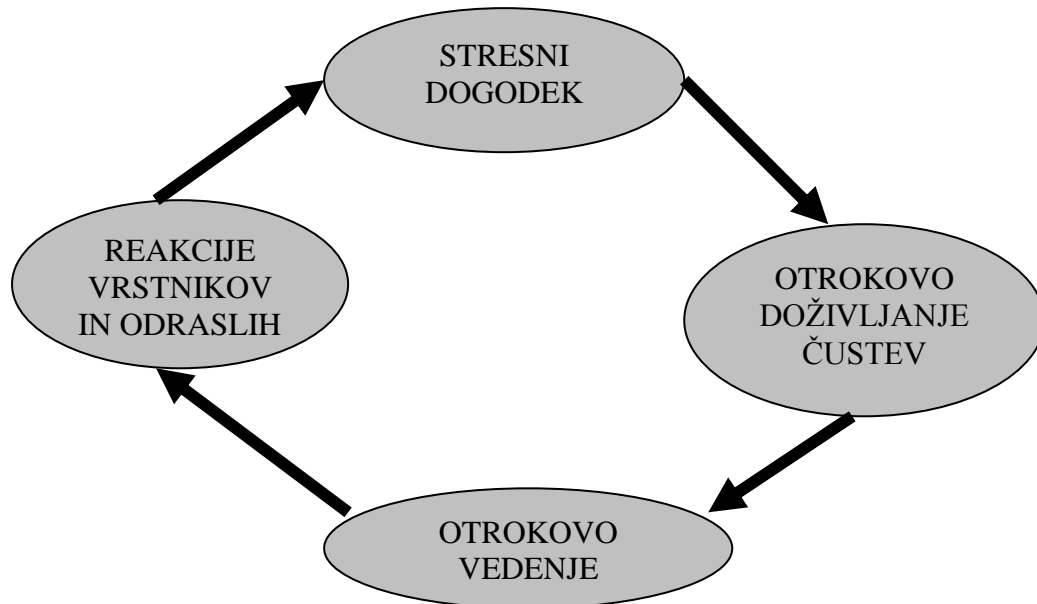 STRESNI
DOGODEK
REAKCIJE
VRSTNIKOV
IN ODRASLIH
OTROKOVO
DOŽIVLJANJE
ČUSTEV
OTROKOVO
VEDENJE